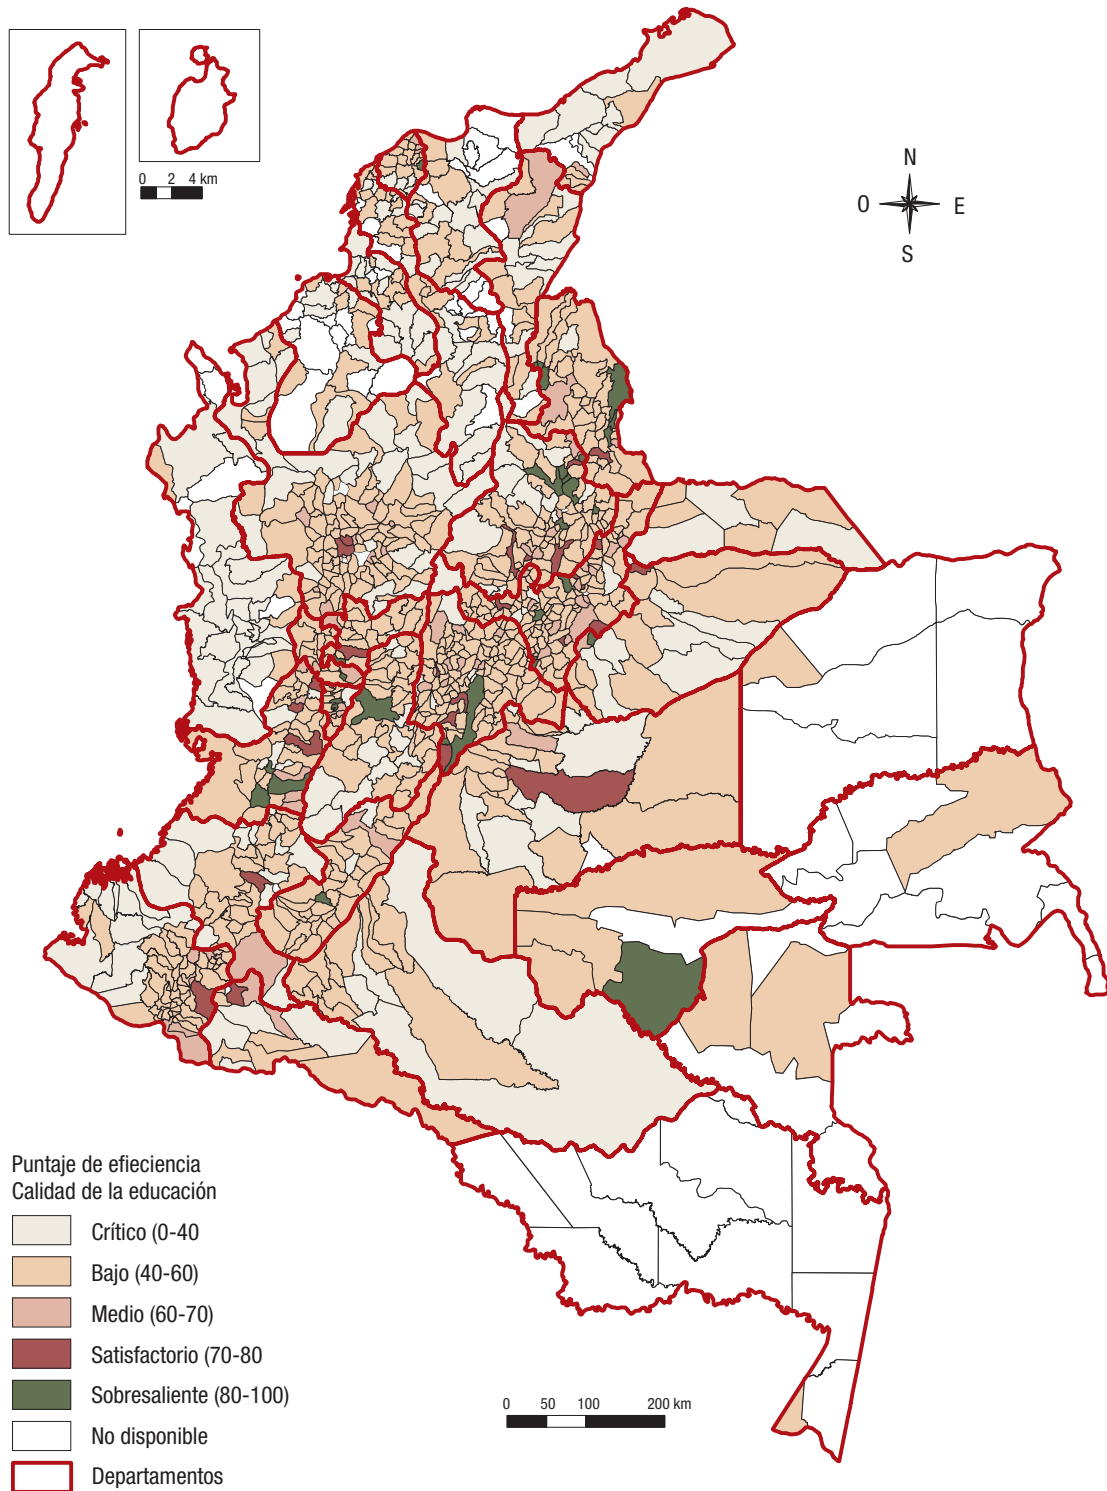 0 2 4 km
N
O E
S
Puntaje de efieciencia
Calidad de la educación
Crítico (0-40
Bajo (40-60)
Medio (60-70)
Satisfactorio (70-80
Sobresaliente (80-100)
No disponible
Departamentos
0 50 100 200 km